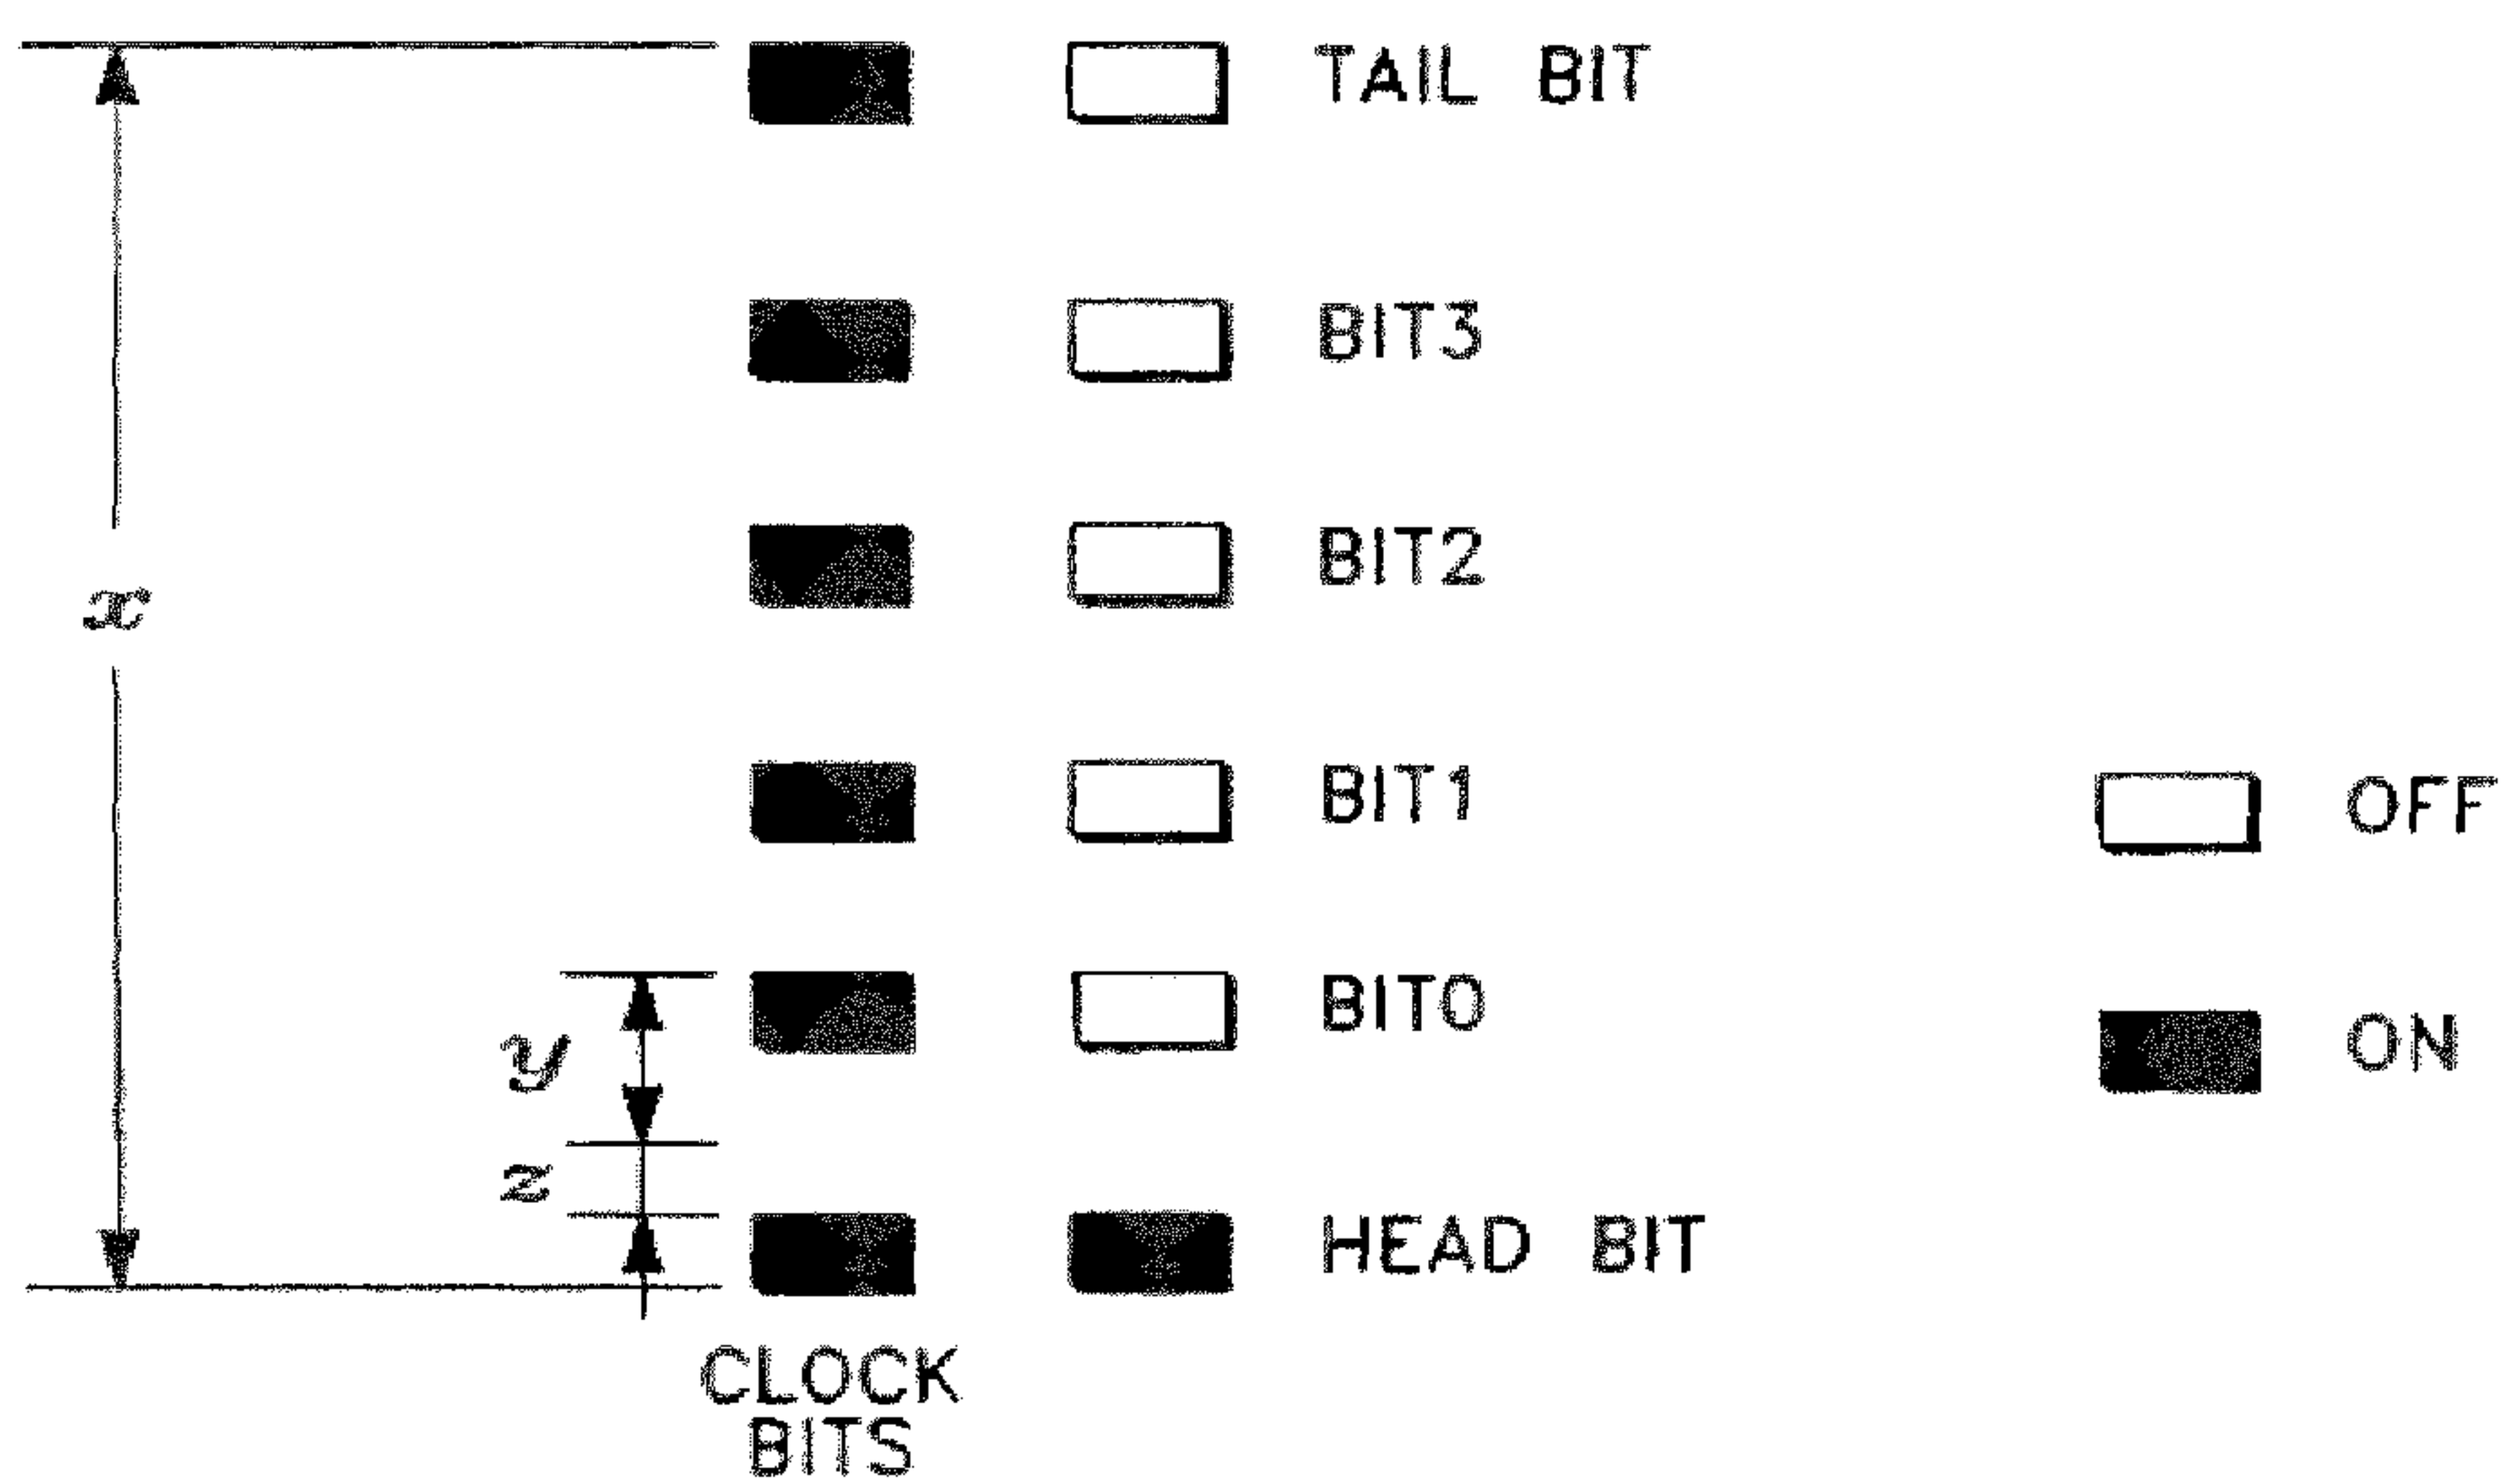 TAIL BIT
BIT3
BIT2
x
BIT1
OFF
BIT0
ON
y
z
HEAD BIT
CLOCK
BITS